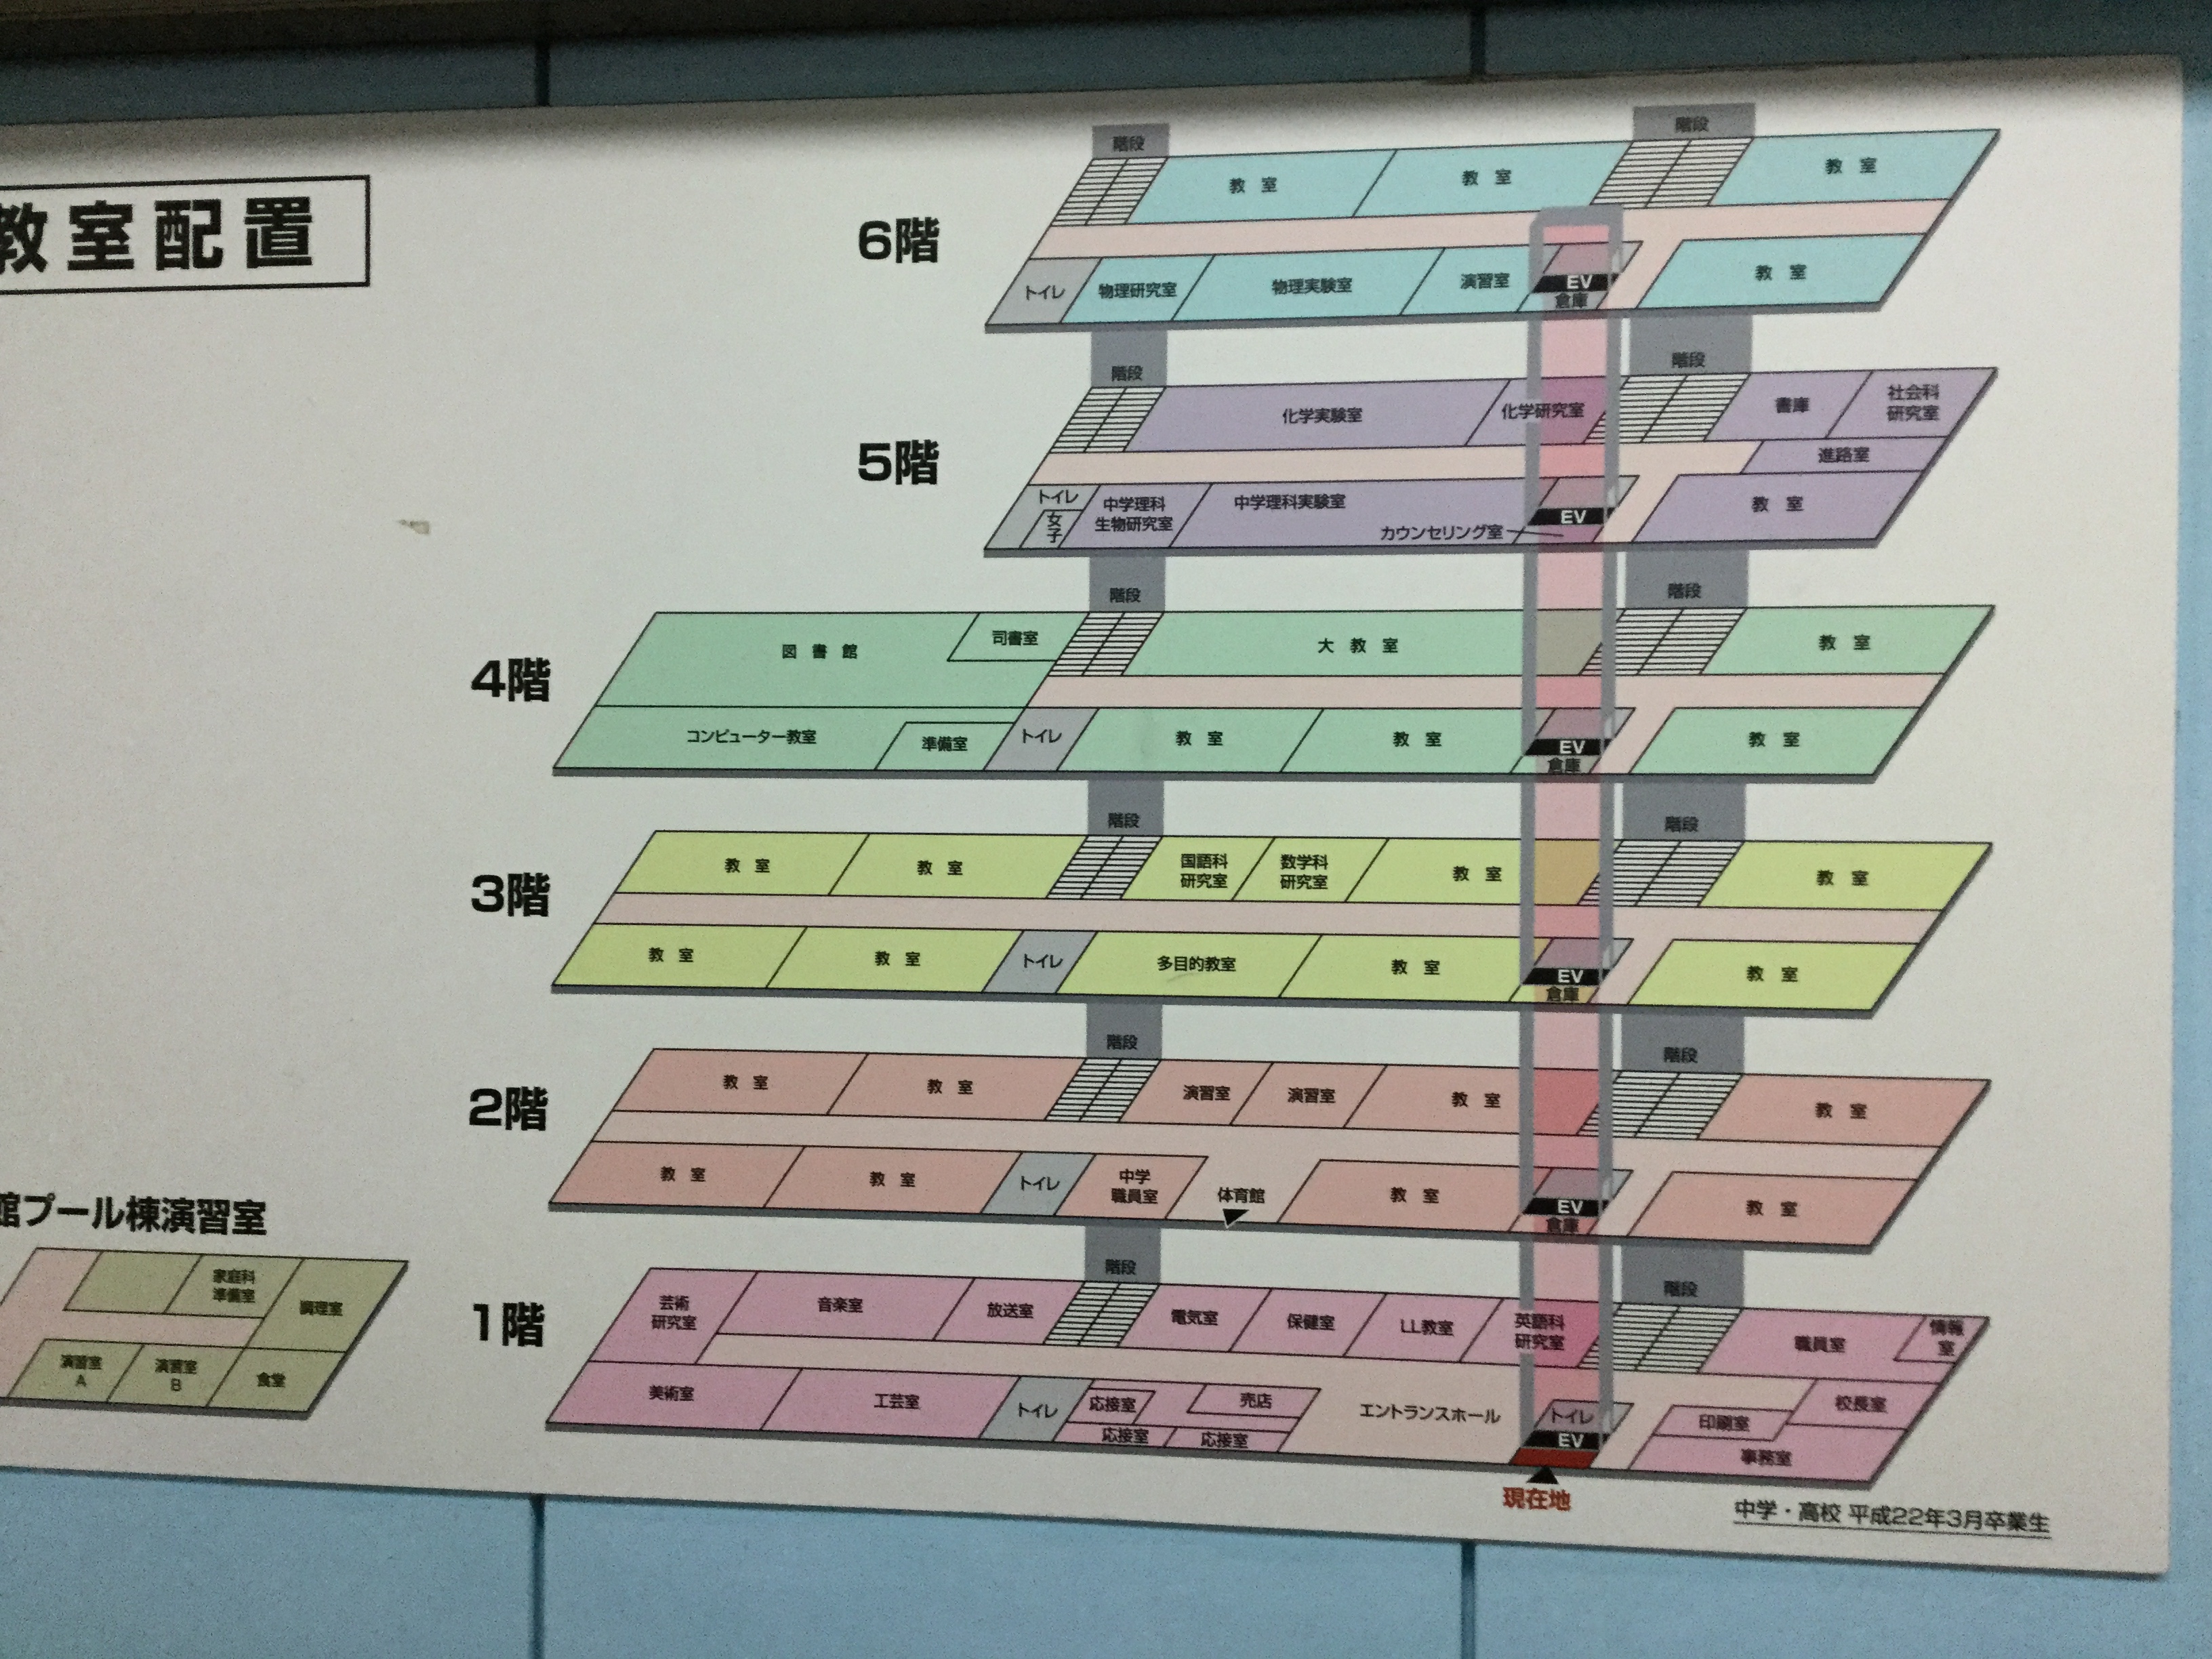 教室配置
階段
階段
6階
教室
教室
教室
トイレ
物理研究室
物理実験室
演習室
EV
倉庫
教室
階段
階段
5階
化学実験室
化学研究室
書庫
社会科
研究室
進路室
トイレ
女子
中学理科
生物研究室
中学理科実験室
カウンセリング室
EV
教室
階段
階段
4階
図書館
司書室
大教室
教室
コンピューター教室
準備室
トイレ
教室
教室
EV
倉庫
教室
階段
階段
3階
教室
教室
国語科
研究室
数学科
研究室
教室
教室
教室
教室
トイレ
多目的教室
教室
EV
倉庫
教室
階段
階段
2階
教室
教室
演習室
演習室
教室
教室
教室
教室
トイレ
中学
職員室
体育館
教室
EV
倉庫
教室
階段
階段
1階
芸術
研究室
音楽室
放送室
電気室
保健室
LL教室
英語科
研究室
職員室
情報
室
美術室
工芸室
トイレ
応接室
売店
応接室
応接室
エントランスホール
トイレ
EV
印刷室
校長室
事務室
現在地
館プール棟演習室
家庭科
準備室
調理室
演習室
A
演習室
B
食堂
中学・高校 平成22年3月卒業生